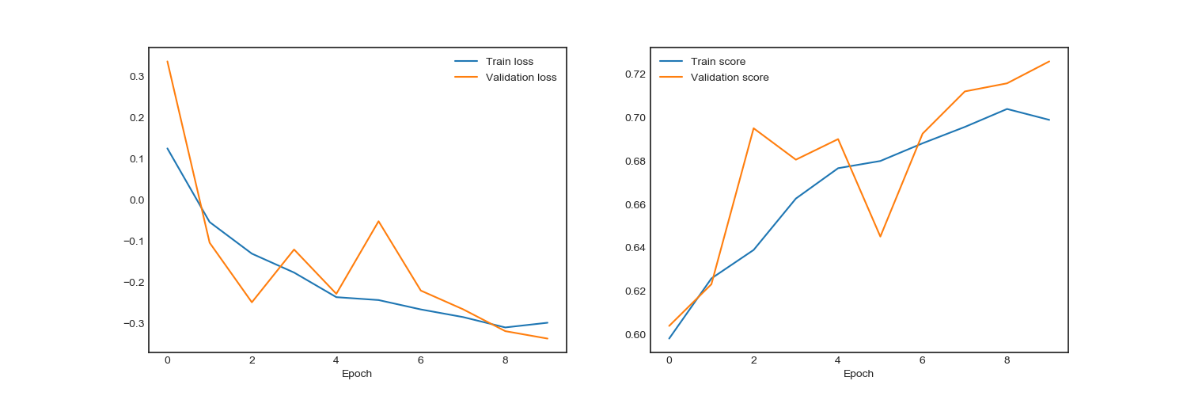 Train loss
Validation loss
0.3
0.2
0.1
0.0
−0.1
−0.2
−0.3
0 2 4 6 8
Epoch
Train score
Validation score
0.72
0.70
0.68
0.66
0.64
0.62
0.60
0 2 4 6 8
Epoch